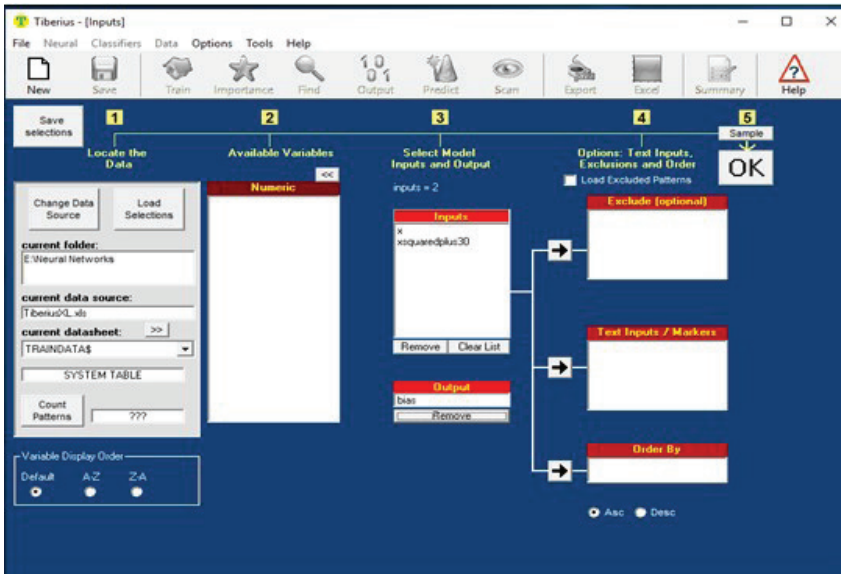 Tiberius - [Inputs]
File Neural Classifiers Data Options Tools Help
New Save Train Importance Find Output Predict Scan Export Excel Summary Help
Save selections
1 2 3 4 5
Sample
Locate the Data
Available Variables
Select Model Inputs and Output
Options: Text Inputs, Exclusions and Order
OK
<<
inputs = 2
Load Excluded Patterns
Change Data Source
Load Selections
Numeric
Inputs
x
xsquaredplus30
Exclude (optional)
current folder:
E:\Neural Networks
current data source:
TiberiusXL.xls
current datasheet: >>
TRAINDATA$
SYSTEM TABLE
Count Patterns
???
Remove Clear List
Output
bias
Remove
Text Inputs / Markers
Order By
Asc Desc
Variable Display Order
Default A-Z Z-A